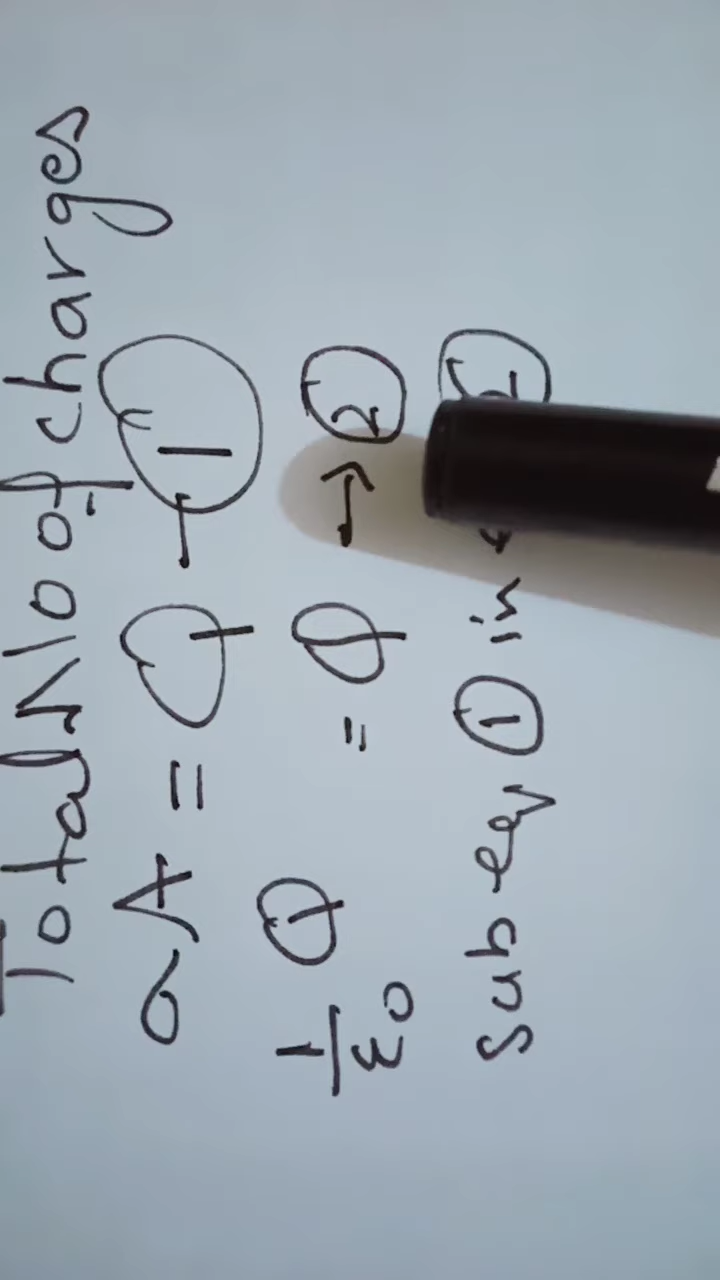 Total No of charges
σA = Q – ①
1/ε0 Q = φ → ②
Sub eq ① in